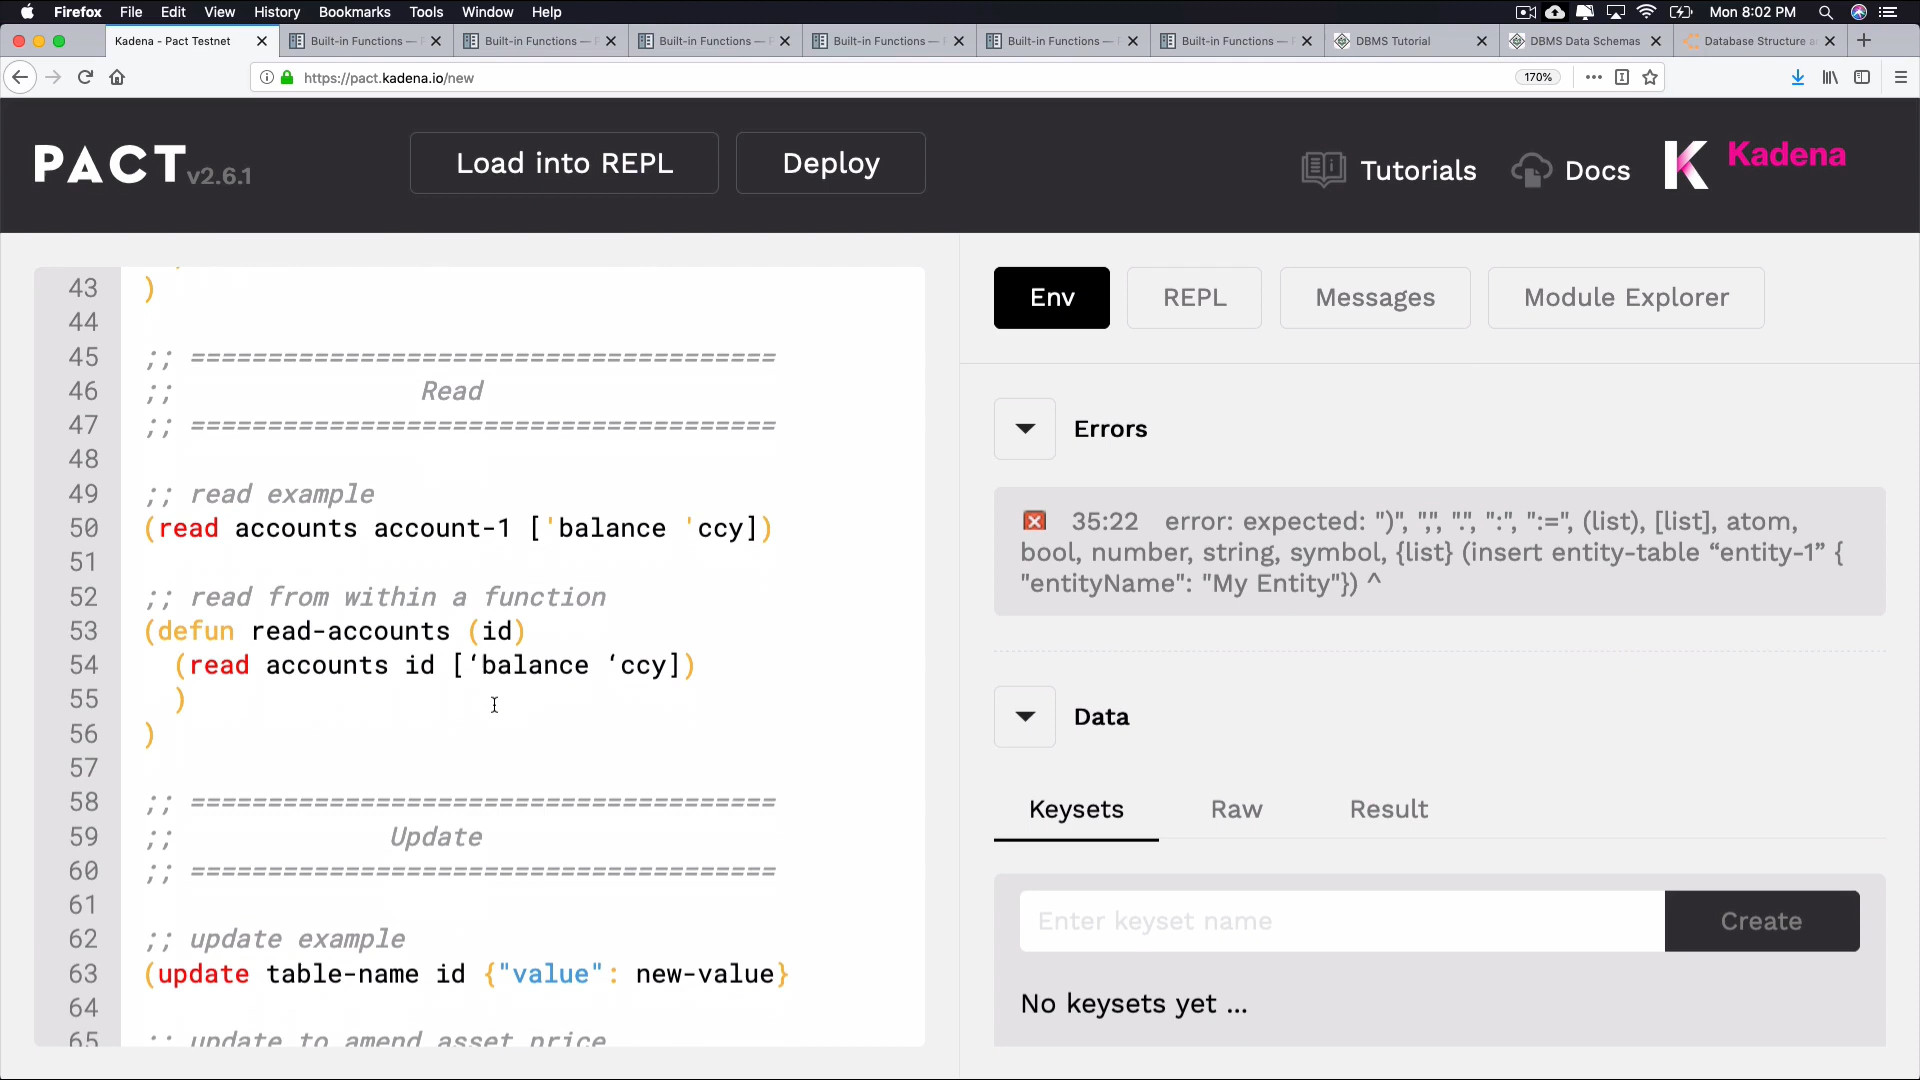 Firefox File Edit View History Bookmarks Tools Window Help Mon 8:02 PM
Kadena - Pact Testnet Built-in Functions — Built-in Functions — Built-in Functions — Built-in Functions — Built-in Functions — Built-in Functions — DBMS Tutorial DBMS Data Schemas Database Structure
https://pact.kadena.io/new 170%
PACT v2.6.1 Load into REPL Deploy Tutorials Docs Kadena
Env REPL Messages Module Explorer
43 )
44
45 ;; ======================================
46 ;; Read
47 ;; ======================================
48
49 ;; read example
50 (read accounts account-1 ['balance 'ccy])
51
52 ;; read from within a function
53 (defun read-accounts (id)
54 (read accounts id [‘balance ‘ccy])
55 )
56 )
57
58 ;; ======================================
59 ;; Update
60 ;; ======================================
61
62 ;; update example
63 (update table-name id {"value": new-value}
64
65 ;; update to amend asset price
Errors
35:22 error: expected: ")", ",", ".", ":", ":=", (list), [list], atom,
bool, number, string, symbol, {list} (insert entity-table “entity-1” {
"entityName": "My Entity"}) ^
Data
Keysets Raw Result
Enter keyset name Create
No keysets yet ...